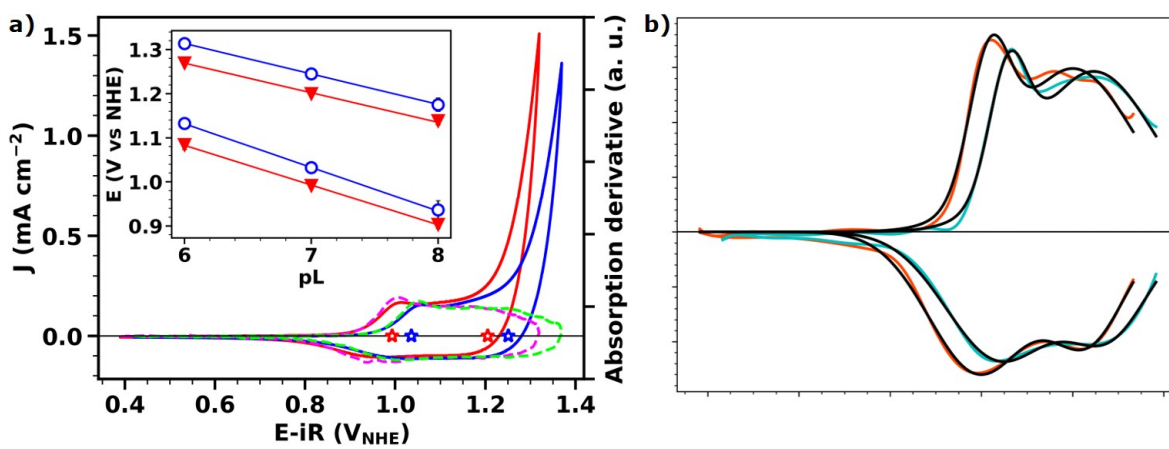 a)
b)
J (mA cm⁻²)
1.5
1.0
0.5
0.0
E (V vs NHE)
1.3
1.2
1.1
1.0
0.9
6
7
8
pL
0.4
0.6
0.8
1.0
1.2
1.4
E-iR (V_NHE)
Absorption derivative (a. u.)